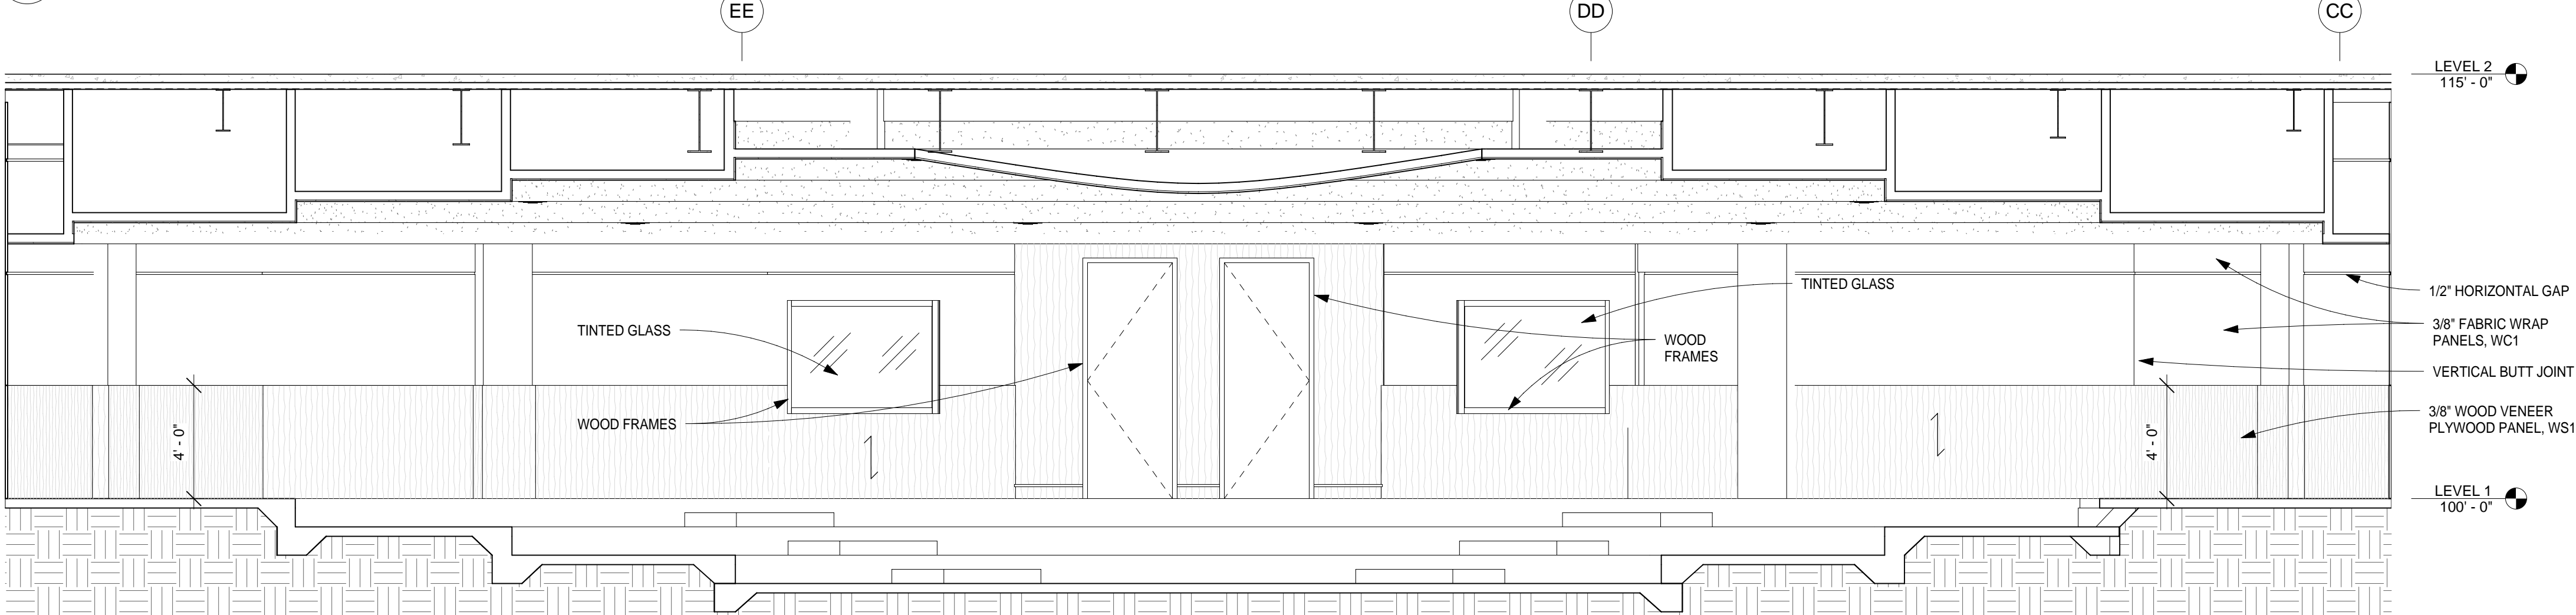 EE
DD
CC
LEVEL 2
115' - 0"
TINTED GLASS
TINTED GLASS
1/2" HORIZONTAL GAP
3/8" FABRIC WRAP
PANELS, WC1
WOOD
FRAMES
VERTICAL BUTT JOINT
WOOD FRAMES
3/8" WOOD VENEER
PLYWOOD PANEL, WS1
4' - 0"
4' - 0"
LEVEL 1
100' - 0"